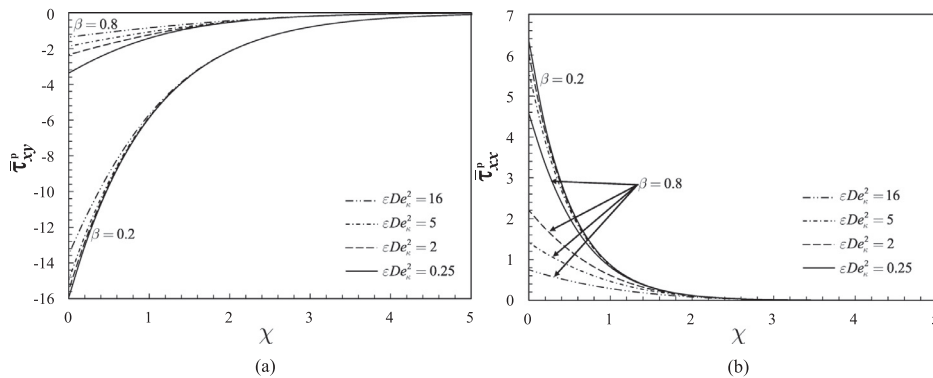 0
-2
-4
-6
-8
-10
-12
-14
-16
β = 0.8
β = 0.2
εDe²κ = 16
εDe²κ = 5
εDe²κ = 2
εDe²κ = 0.25
τ̄ᵖxy
0 1 2 3 4 5
χ
(a)
7
6
5
4
3
2
1
0
β = 0.2
β = 0.8
εDe²κ = 16
εDe²κ = 5
εDe²κ = 2
εDe²κ = 0.25
τ̄ᵖxx
0 1 2 3 4 5
χ
(b)